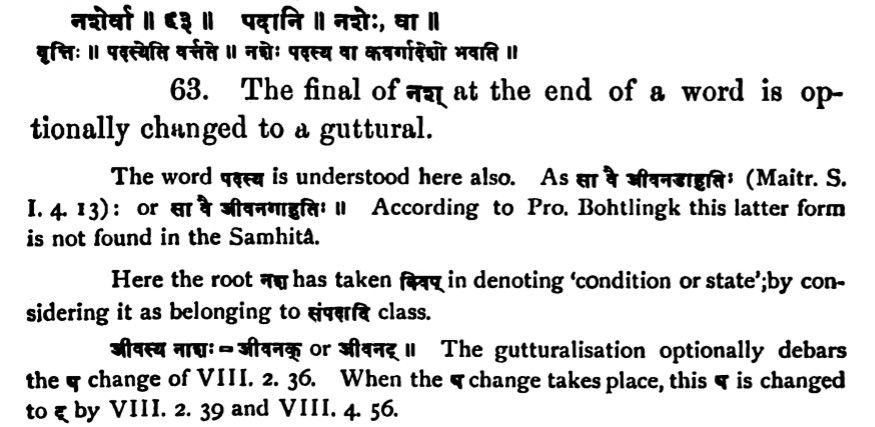 नशेर्वा ॥ ६३ ॥ पदानि ॥ नशेः, वा ॥
वृत्तिः ॥ पदस्येति वर्त्तते ॥ नशेः पदस्य वा कवर्गादेशो भवति ॥
63. The final of नश् at the end of a word is op-
tionally changed to a guttural.
The word पदस्य is understood here also. As सा वै जीवनडाहुतिः (Maitr. S.
I. 4. 13): or सा वै जीवनगाहुतिः ॥ According to Pro. Bohtlingk this latter form
is not found in the Samhitâ.
Here the root नश has taken क्विप् in denoting 'condition or state'; by con-
sidering it as belonging to संपदादि class.
जीवस्य नाशः = जीवनक् or जीवनट् ॥ The gutturalisation optionally debars
the ष change of VIII. 2. 36. When the ष change takes place, this ष is changed
to ट् by VIII. 2. 39 and VIII. 4. 56.